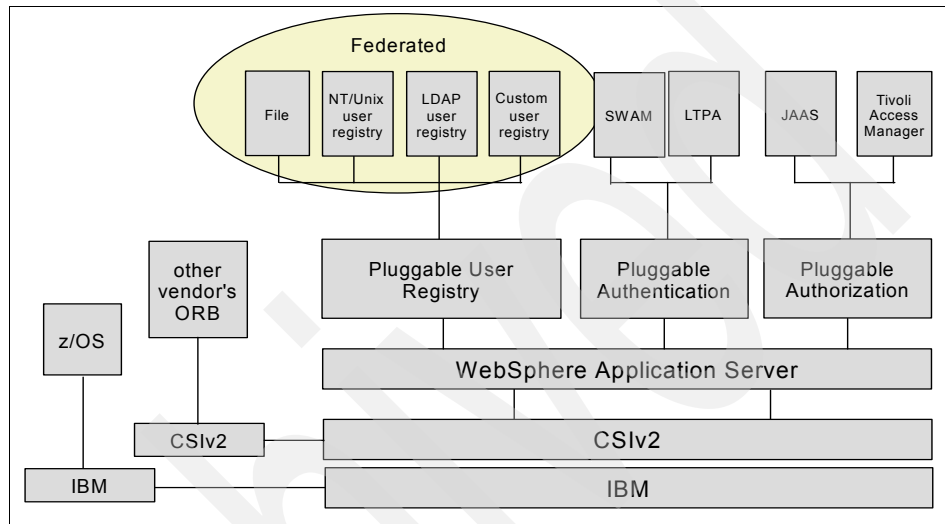 Federated
File
NT/Unix
user
registry
LDAP
user
registry
Custom
user
registry
SWAM
LTPA
JAAS
Tivoli
Access
Manager
Pluggable User
Registry
Pluggable
Authentication
Pluggable
Authorization
other
vendor's
ORB
z/OS
WebSphere Application Server
CSIv2
CSIv2
IBM
IBM